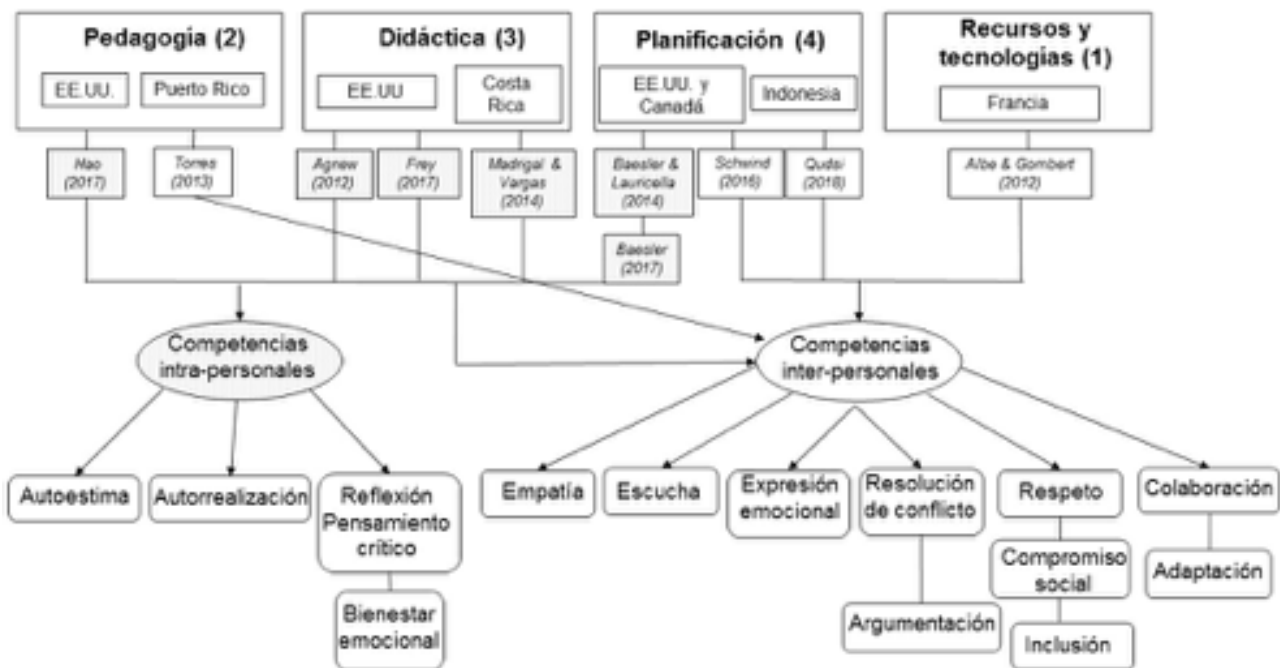 Pedagogía (2)
EE.UU.
Puerto Rico
Didáctica (3)
EE.UU
Costa
Rica
Planificación (4)
EE.UU. y
Canadá
Indonesia
Recursos y
tecnologías (1)
Francia
Hao
(2017)
Torres
(2013)
Agnew
(2012)
Frey
(2017)
Madrigal &
Vargas
(2014)
Baesler &
Lauricella
(2014)
Baesler
(2017)
Schwind
(2016)
Qudsi
(2018)
Albe & Gombert
(2012)
Competencias
intra-personales
Competencias
inter-personales
Autoestima
Autorrealización
Reflexión
Pensamiento
crítico
Bienestar
emocional
Empatía
Escucha
Expresión
emocional
Resolución
de conflicto
Argumentación
Respeto
Compromiso
social
Inclusión
Colaboración
Adaptación